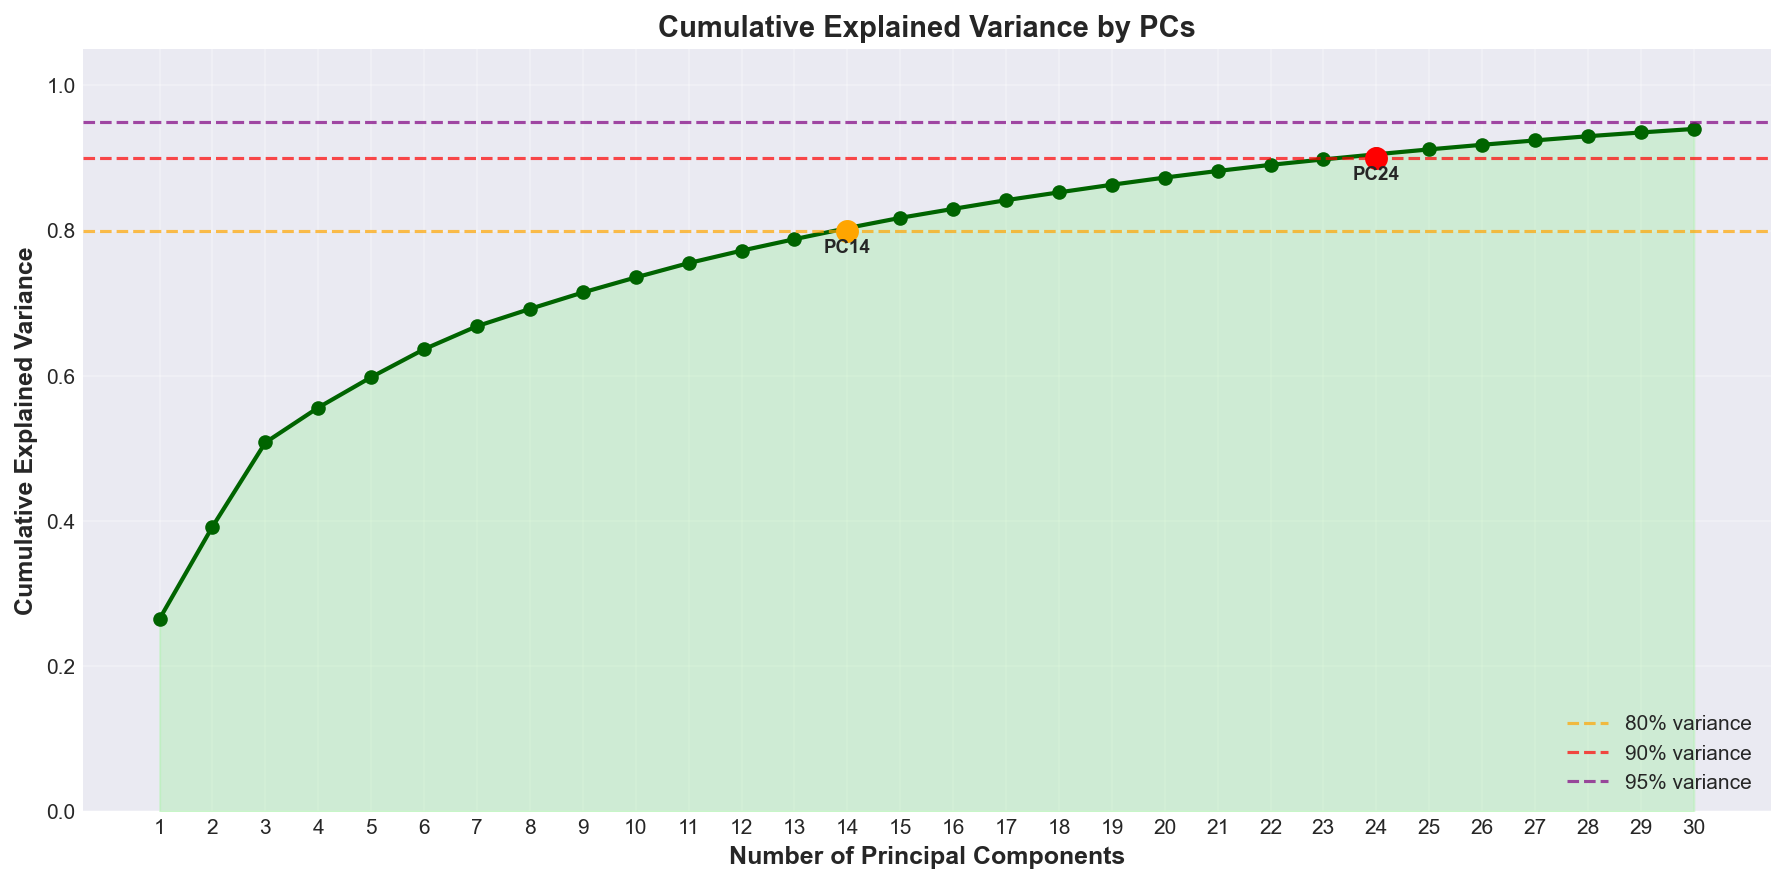 Cumulative Explained Variance by PCs
Cumulative Explained Variance
1.0
0.8
0.6
0.4
0.2
0.0
PC14
PC24
80% variance
90% variance
95% variance
1 2 3 4 5 6 7 8 9 10 11 12 13 14 15 16 17 18 19 20 21 22 23 24 25 26 27 28 29 30
Number of Principal Components